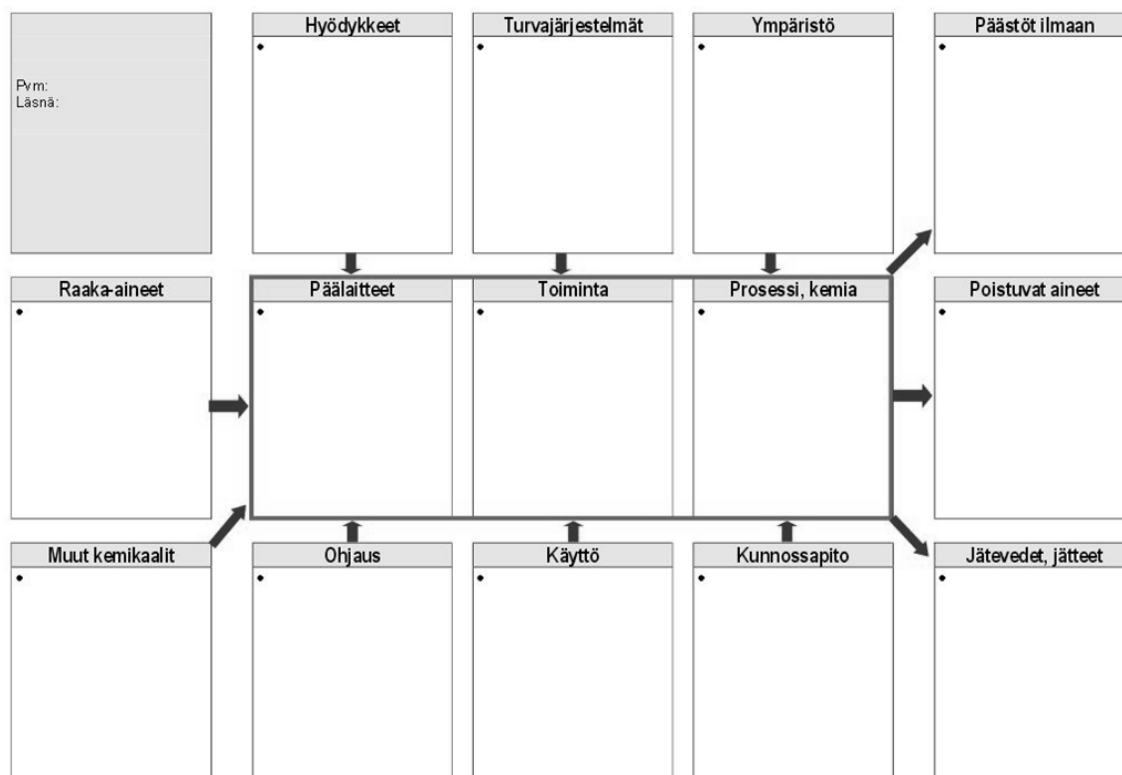 Hyödykkeet
Turvajärjestelmät
Ympäristö
Päästöt ilmaan
Pvm:
Läsnä:
Raaka-aineet
Päälaitteet
Toiminta
Prosessi, kemia
Poistuvat aineet
Muut kemikaalit
Ohjaus
Käyttö
Kunnossapito
Jätevedet, jätteet